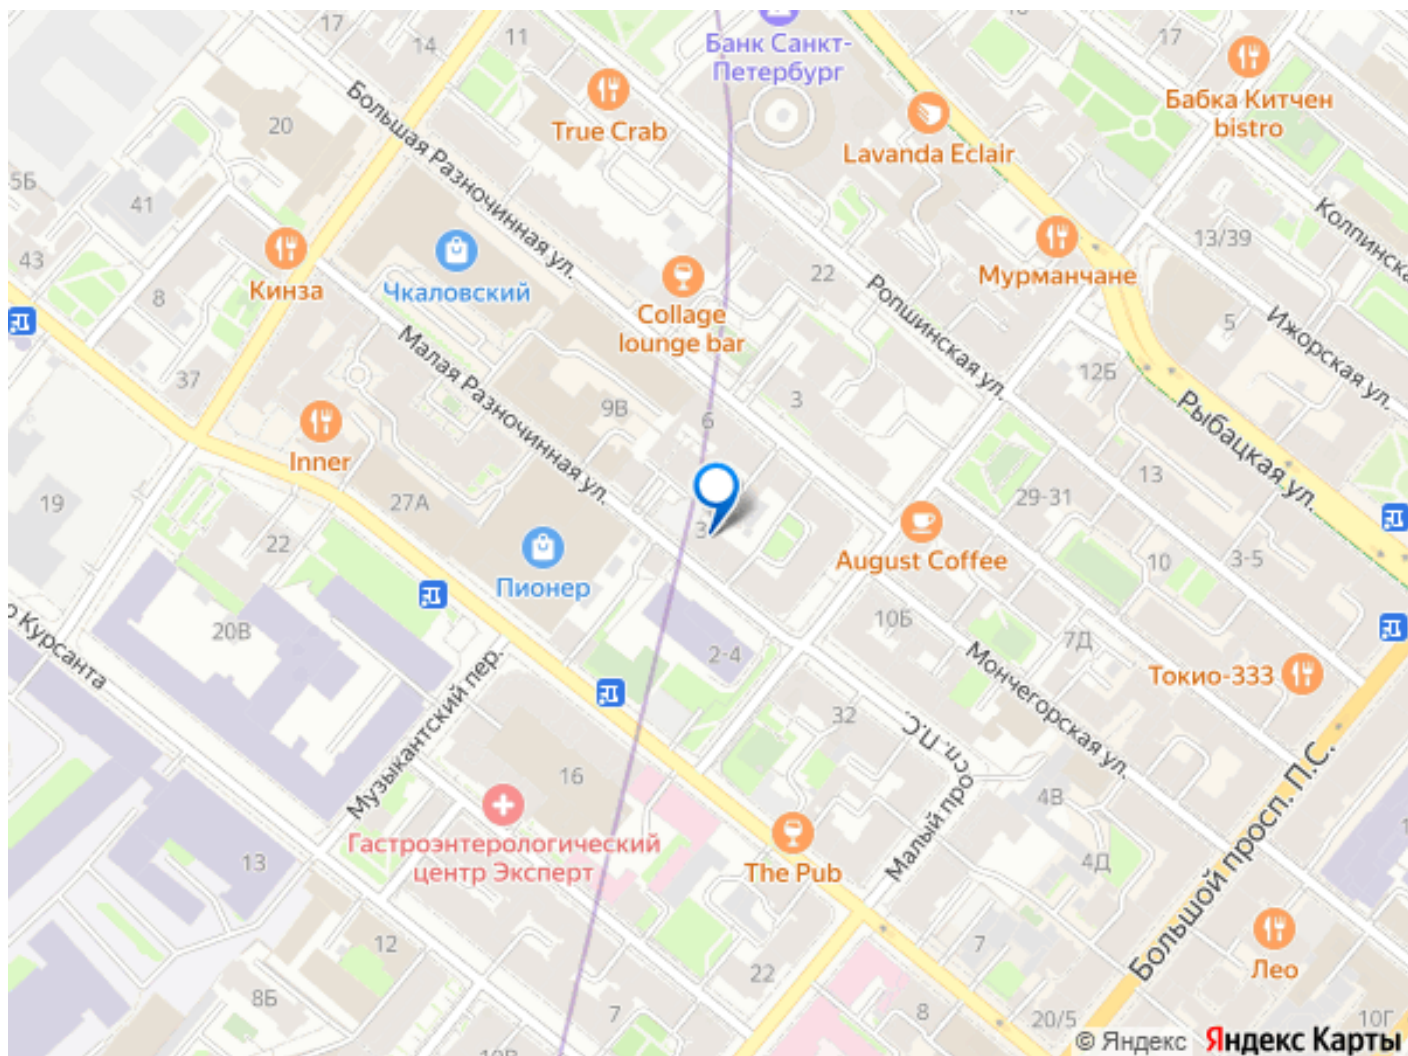 17
14
11
Банк Санкт-
Петербург
17
Бабка Китчен
bistro
Большая Разночинная ул.
True Crab
Lavanda Eclair
20
5Б
41
Колпинска
13/39
43
8
Кинза
Чкаловский
Collage
lounge bar
22
Мурманчане
Ропшинская ул.
5
Ижорская ул.
37
Малая Разночинная ул.
12Б
3
9В
6
Рыбацкая ул.
Inner
19
27А
13
29-31
3
August Coffee
22
Пионер
10
3-5
о Курсанта
20В
10Б
7Д
2-4
Мончегорская ул.
Токио-333
Музыкантский пер.
32
Малый просп. П.С.
16
4В
Гастроэнтерологический
центр Эксперт
13
The Pub
4Д
Большой просп. П.С.
12
7
Лео
22
8Б
7
8
20/5
10Г
10В
© Яндекс Яндекс Карты